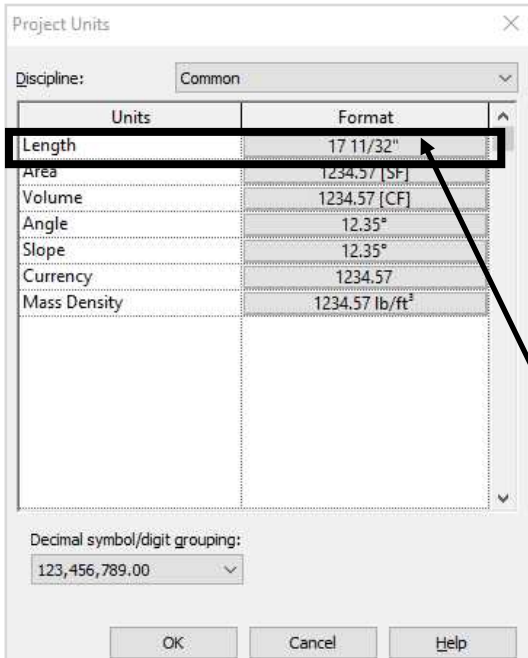 Project Units
Discipline: Common
Units Format
Length 17 11/32"
Area 1234.57 [SF]
Volume 1234.57 [CF]
Angle 12.35°
Slope 12.35°
Currency 1234.57
Mass Density 1234.57 lb/ft³
Decimal symbol/digit grouping:
123,456,789.00
OK Cancel Help